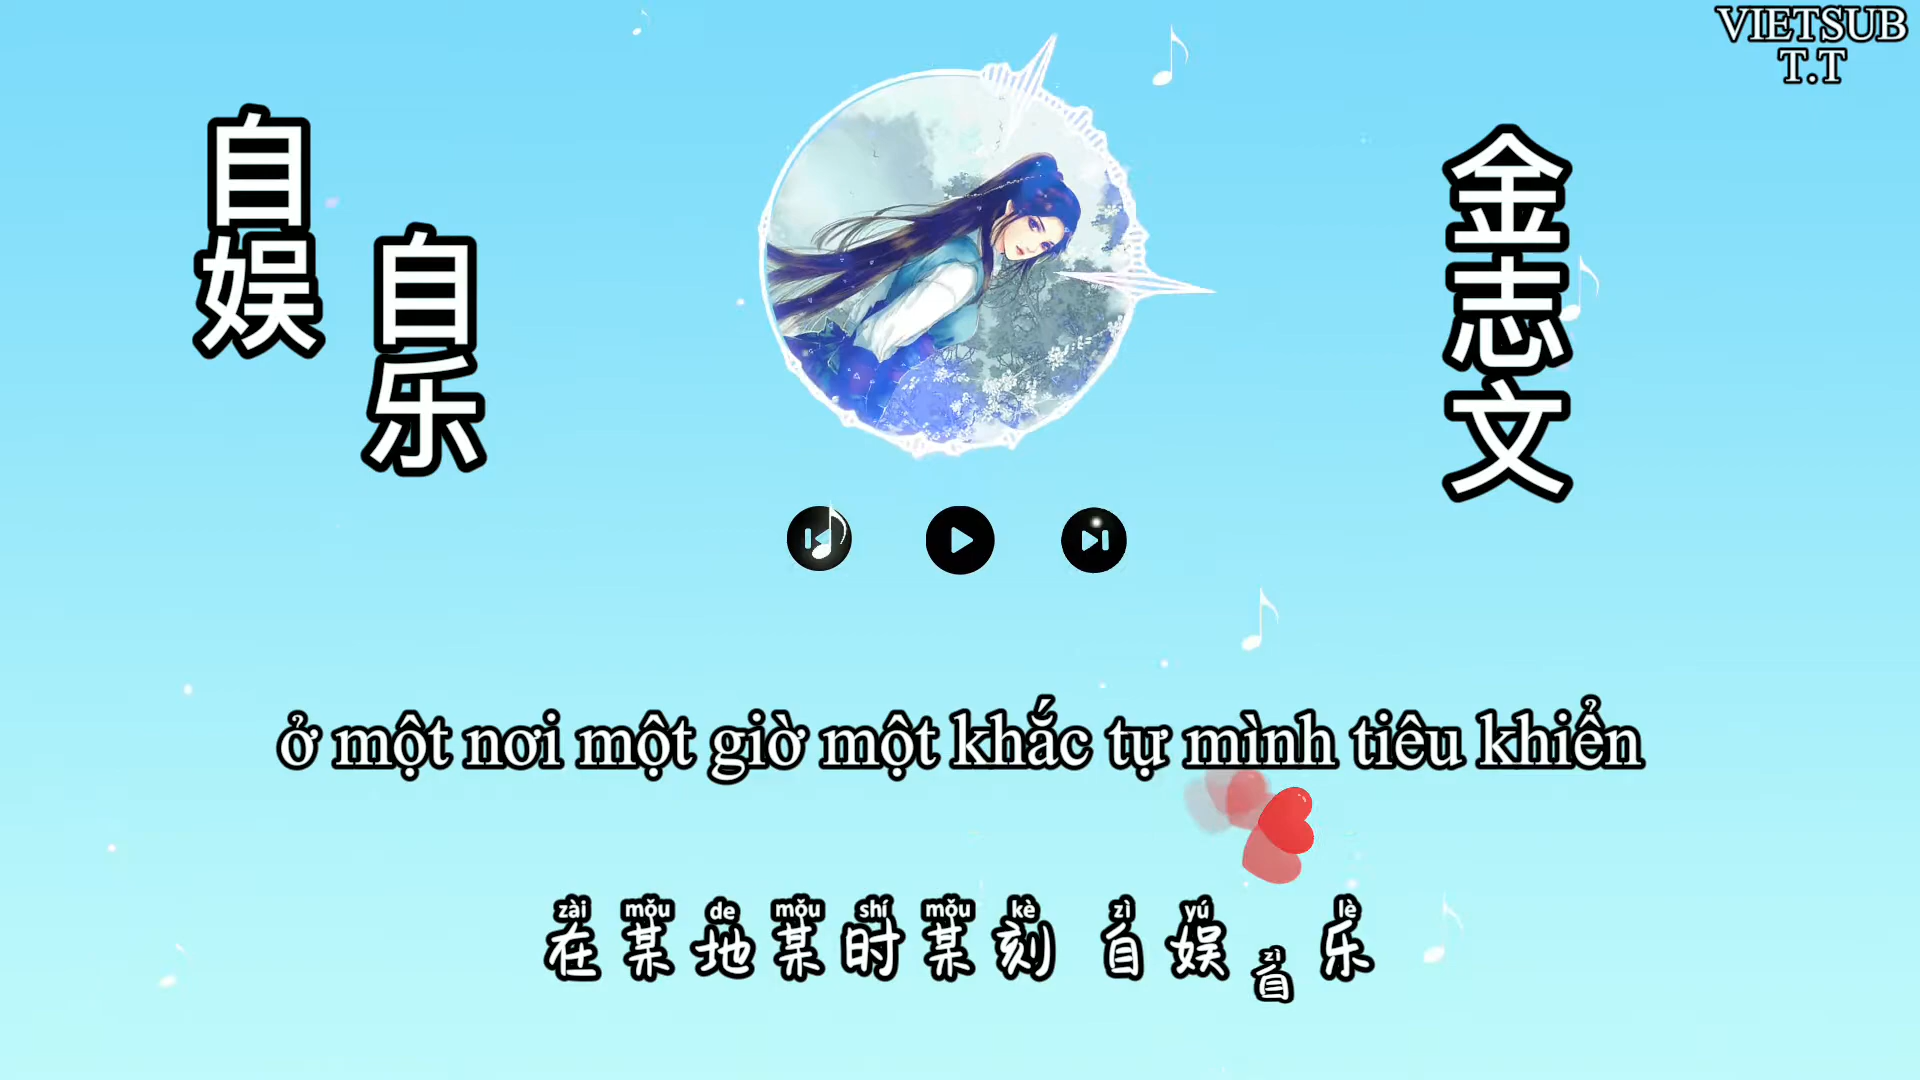 VIETSUB
T.T
自娱
自乐
金志文
ở một nơi một giờ một khắc tự mình tiêu khiển
zài mǒu de mǒu shí mǒu kè zì yú zì lè
在某地某时某刻 自娱自乐